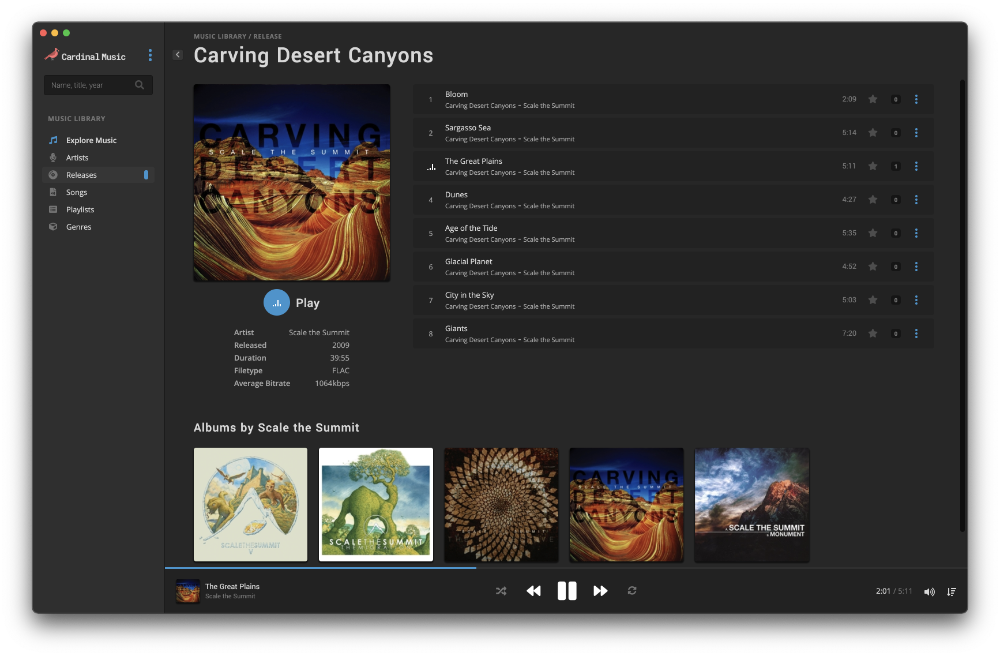 Cardinal Music
Name, title, year
MUSIC LIBRARY
Explore Music
Artists
Releases
Songs
Playlists
Genres
MUSIC LIBRARY / RELEASE
Carving Desert Canyons
CARVING
SCALE THE SUMMIT
DESERT
CANYONS
Play
Artist Scale the Summit
Released 2009
Duration 39:55
Filetype FLAC
Average Bitrate 1064kbps
1 Bloom 2:09 0
Carving Desert Canyons – Scale the Summit
2 Sargasso Sea 5:14 0
Carving Desert Canyons – Scale the Summit
The Great Plains 5:11 1
Carving Desert Canyons – Scale the Summit
4 Dunes 4:27 0
Carving Desert Canyons – Scale the Summit
5 Age of the Tide 5:35 0
Carving Desert Canyons – Scale the Summit
6 Glacial Planet 4:52 0
Carving Desert Canyons – Scale the Summit
7 City in the Sky 5:03 0
Carving Desert Canyons – Scale the Summit
8 Giants 7:20 0
Carving Desert Canyons – Scale the Summit
Albums by Scale the Summit
SCALETHESUMMIT
SCALETHESUMMIT
CARVING
SCALE THE SUMMIT
DESERT
CANYONS
SCALE THE SUMMIT
MONUMENT
The Great Plains
Scale the Summit
2:01 / 5:11